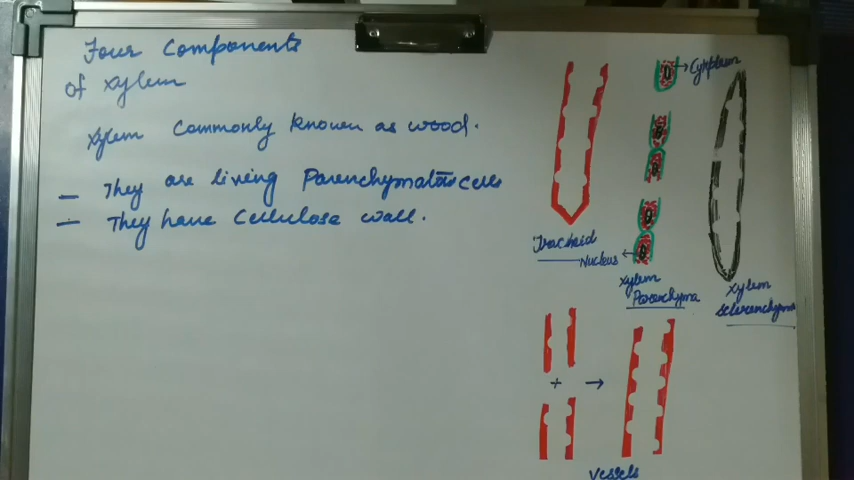 Four Components
of Xylem
Xylem Commonly known as wood.
– They are living Parenchymatous cells
– They have Cellulose wall.
Cytoplasm
Tracheid
Nucleus
Xylem
Parenchyma
Xylem
Sclerenchyma
+ →
Vessels